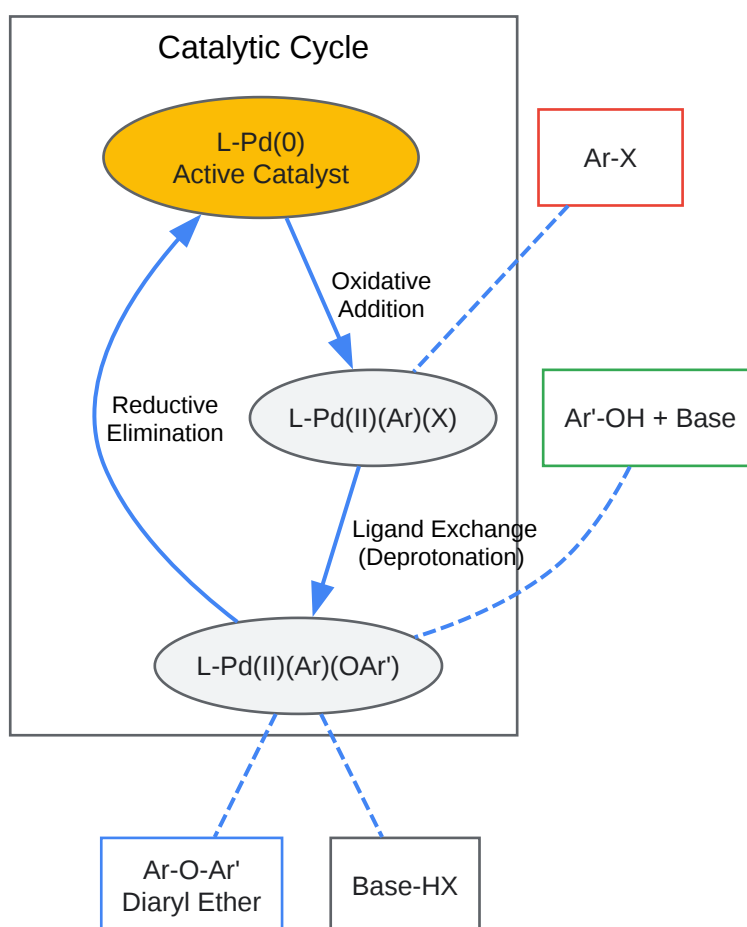 Catalytic Cycle
L-Pd(0)
Active Catalyst
Ar-X
Oxidative
Addition
L-Pd(II)(Ar)(X)
Ar'-OH + Base
Reductive
Elimination
Ligand Exchange
(Deprotonation)
L-Pd(II)(Ar)(OAr')
Ar-O-Ar'
Diaryl Ether
Base-HX